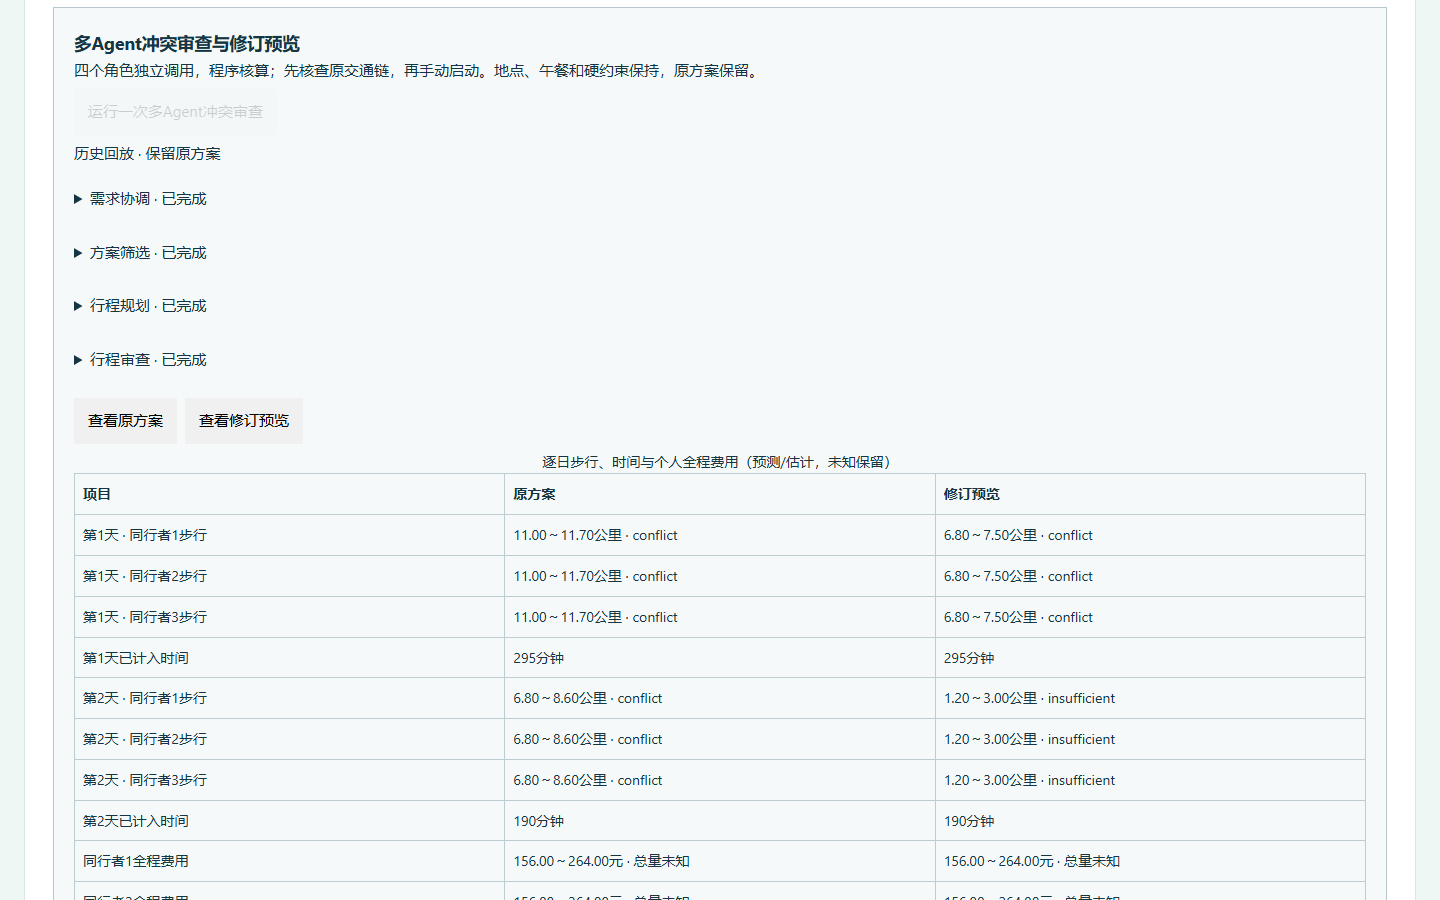 多Agent冲突审查与修订预览
四个角色独立调用，程序核算；先核查原交通链，再手动启动。地点、午餐和硬约束保持，原方案保留。
运行一次多Agent冲突审查
历史回放 · 保留原方案
▶ 需求协调 · 已完成
▶ 方案筛选 · 已完成
▶ 行程规划 · 已完成
▶ 行程审查 · 已完成
查看原方案 查看修订预览
逐日步行、时间与个人全程费用（预测/估计，未知保留）
项目 原方案 修订预览
第1天 · 同行者1步行 11.00～11.70公里 · conflict 6.80～7.50公里 · conflict
第1天 · 同行者2步行 11.00～11.70公里 · conflict 6.80～7.50公里 · conflict
第1天 · 同行者3步行 11.00～11.70公里 · conflict 6.80～7.50公里 · conflict
第1天已计入时间 295分钟 295分钟
第2天 · 同行者1步行 6.80～8.60公里 · conflict 1.20～3.00公里 · insufficient
第2天 · 同行者2步行 6.80～8.60公里 · conflict 1.20～3.00公里 · insufficient
第2天 · 同行者3步行 6.80～8.60公里 · conflict 1.20～3.00公里 · insufficient
第2天已计入时间 190分钟 190分钟
同行者1全程费用 156.00～264.00元 · 总量未知 156.00～264.00元 · 总量未知